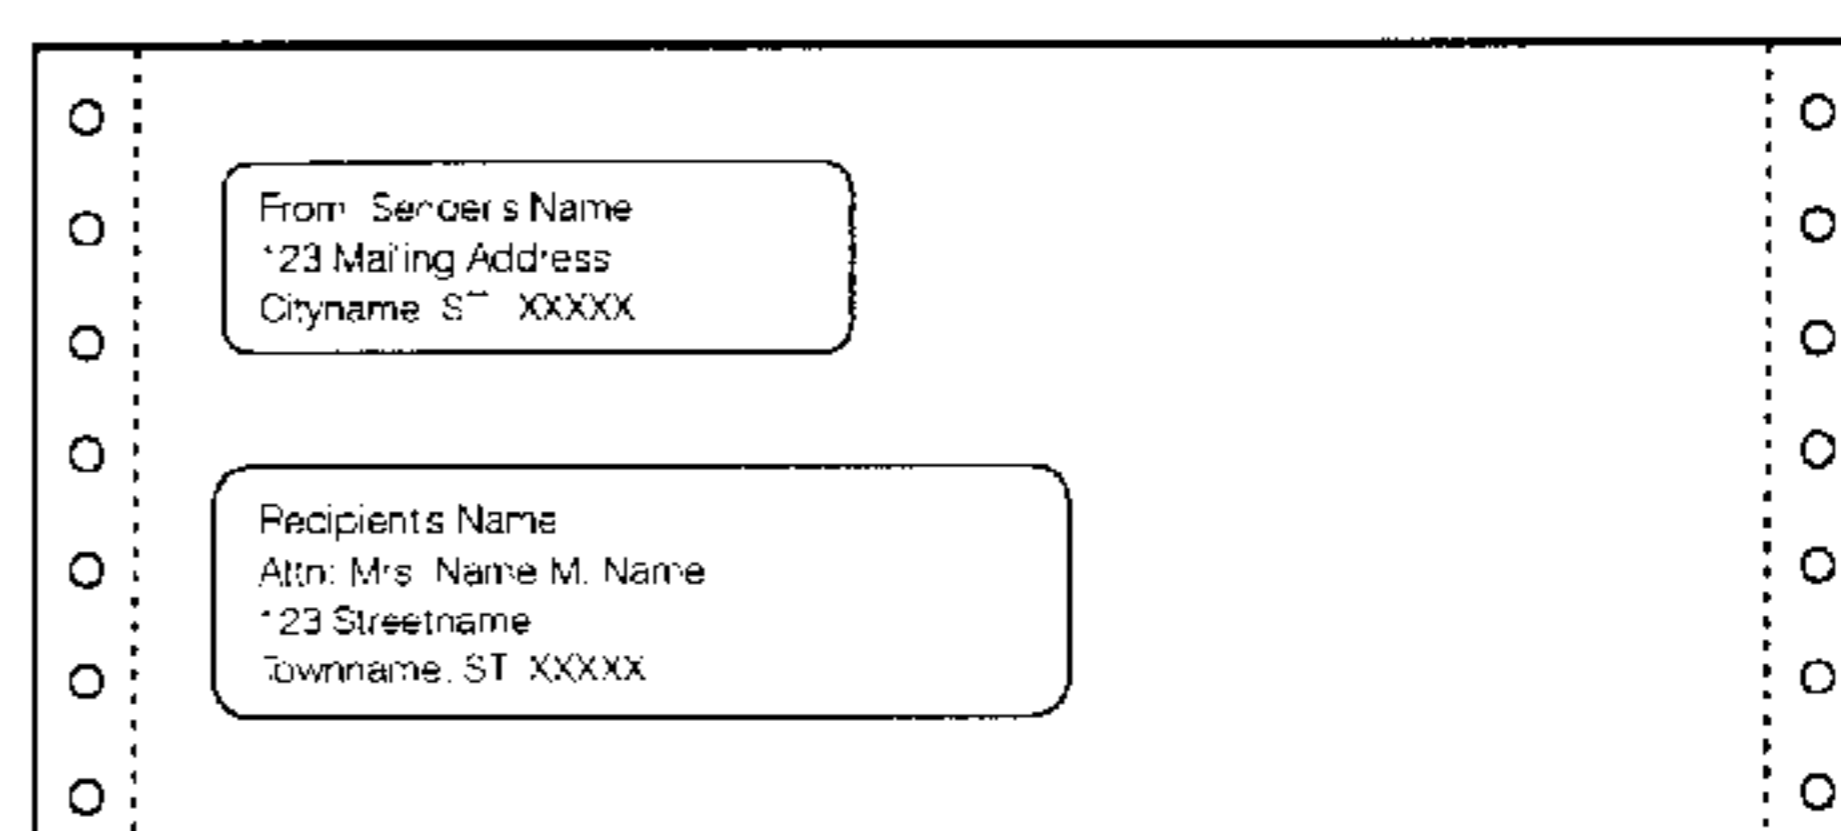 From: Sender's Name
123 Mailing Address
Cityname, ST XXXXX
Recipient's Name
Attn: Mrs. Name M. Name
123 Streetname
Townname, ST XXXXX